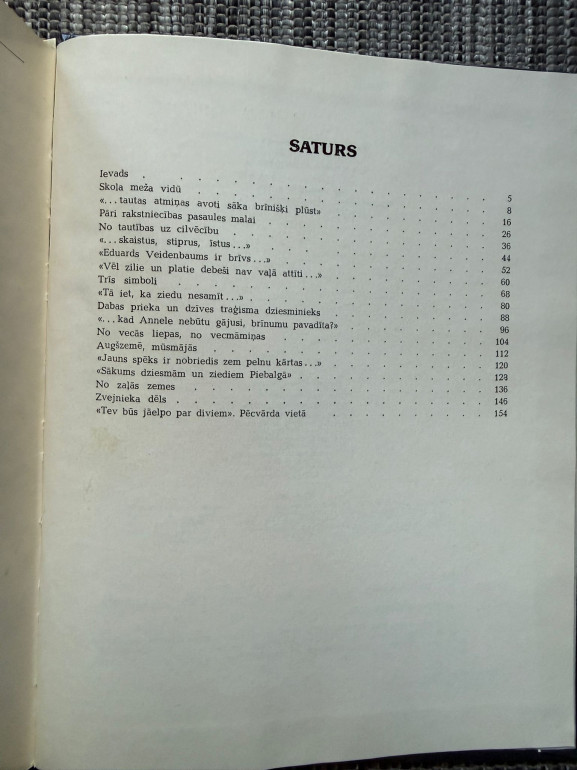 SATURS
Ievads 5
Skola meža vidū 8
«...tautas atmiņas avoti sāka brīnišķi plūst» 16
Pāri rakstniecības pasaules malai 26
No tautības uz cilvēcību 36
«...skaistus, stiprus, īstus...» 44
«Eduards Veidenbaums ir brīvs...» 52
«Vēl zilie un platie debeši nav vaļā attīti...» 60
Trīs simboli 68
«Tā iet, ka ziedu nesamīt...» 80
Dabas prieka un dzīves traģisma dziesminieks 88
«...kad Annele nebūtu gājusi, brīnumu pavadīta?» 96
No vecās liepas, no vecmāmiņas 104
Augšzemē, mūsmājās 112
«Jauns spēks ir nobriedis zem pelnu kārtas...» 120
«Sākums dziesmām un ziediem Piebalgā» 128
No zaļās zemes 136
Zvejnieka dēls 146
«Tev būs jāelpo par diviem». Pēcvārda vietā 154